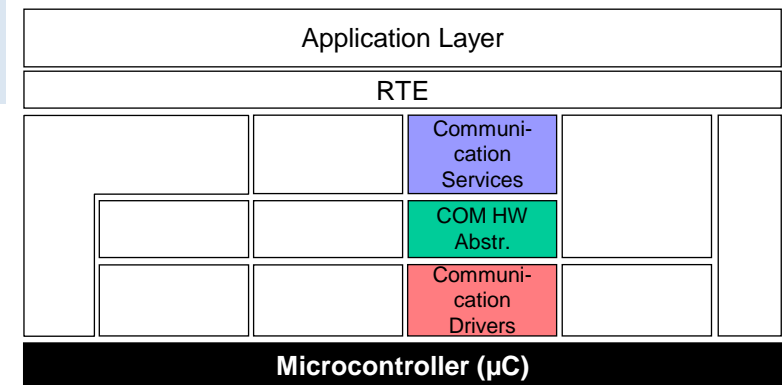 Application Layer
RTE
Communi-
cation
Services
COM HW
Abstr.
Communi-
cation
Drivers
Microcontroller (µC)